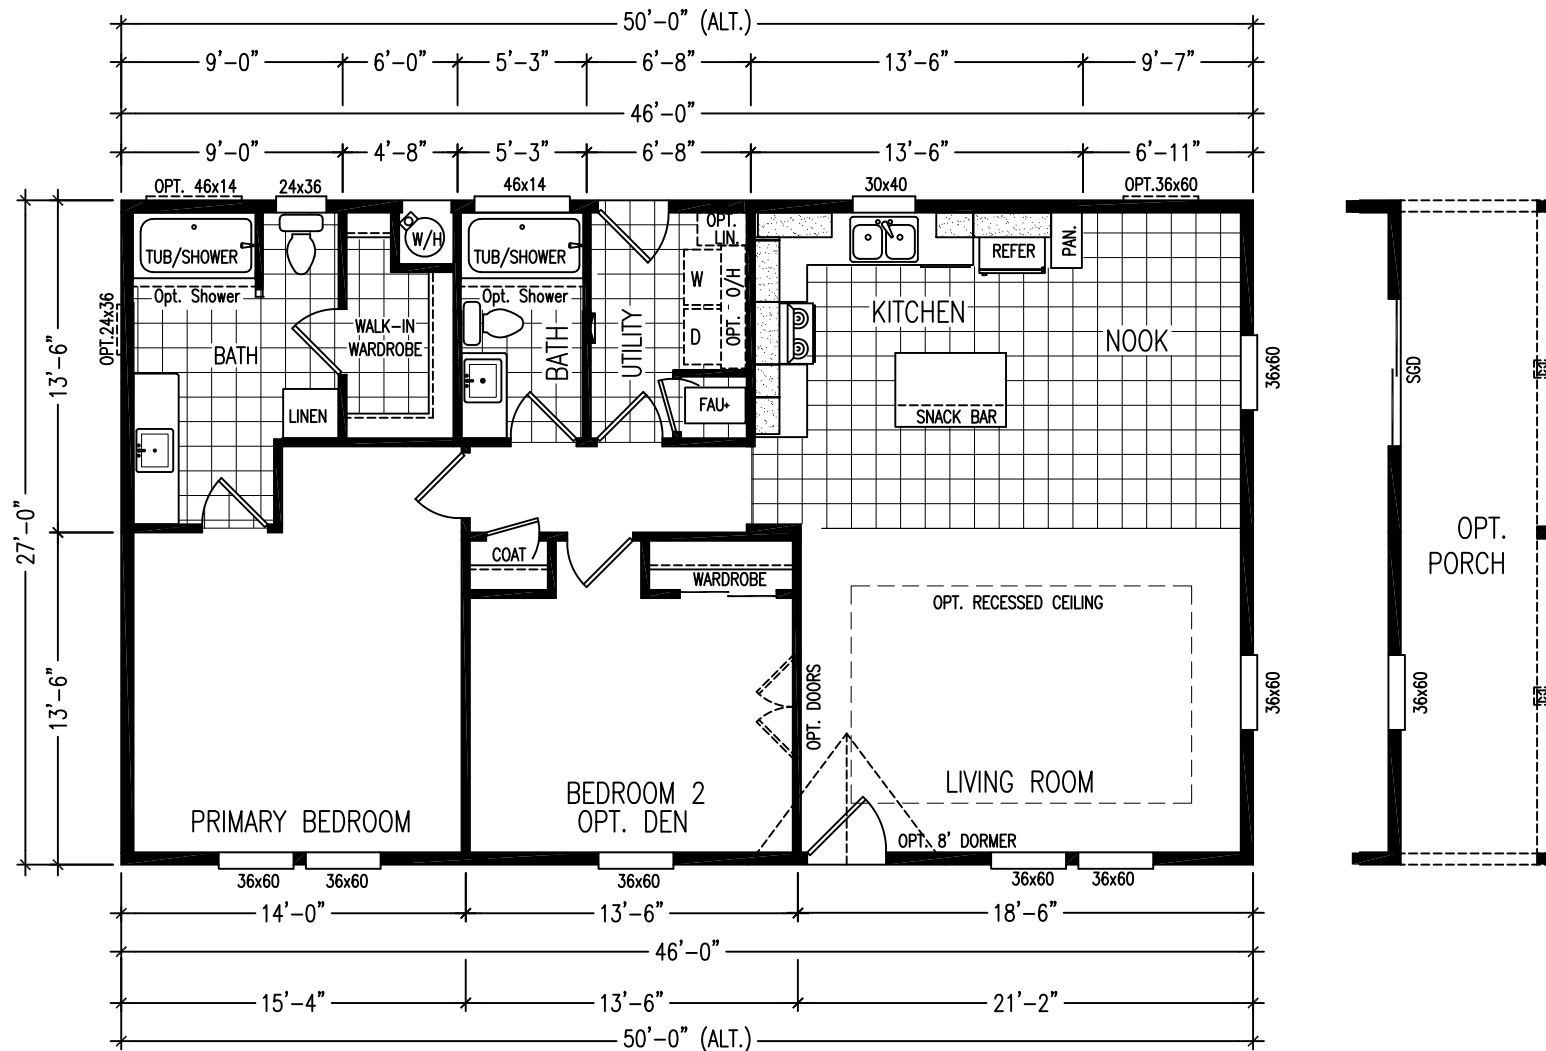 50'-0" (ALT.)
9'-0" 6'-0" 5'-3" 6'-8" 13'-6" 9'-7"
46'-0"
9'-0" 4'-8" 5'-3" 6'-8" 13'-6" 6'-11"
OPT. 46x14 24x36 46x14 30x40 OPT.36x60
TUB/SHOWER
W/H
TUB/SHOWER
OPT.
LIN.
REFER
PAN.
Opt. Shower
Opt. Shower
W
OPT. O/H
OPT.24x36
WALK-IN
WARDROBE
BATH
BATH
UTILITY
D
KITCHEN
NOOK
36x60
SGD
LINEN
FAU+
SNACK BAR
13'-6"
27'-0"
COAT
WARDROBE
OPT. RECESSED CEILING
OPT.
PORCH
13'-6"
OPT. DOORS
36x60
36x60
PRIMARY BEDROOM
BEDROOM 2
OPT. DEN
LIVING ROOM
OPT. 8' DORMER
36x60 36x60 36x60 36x60 36x60
14'-0" 13'-6" 18'-6"
46'-0"
15'-4" 13'-6" 21'-2"
50'-0" (ALT.)